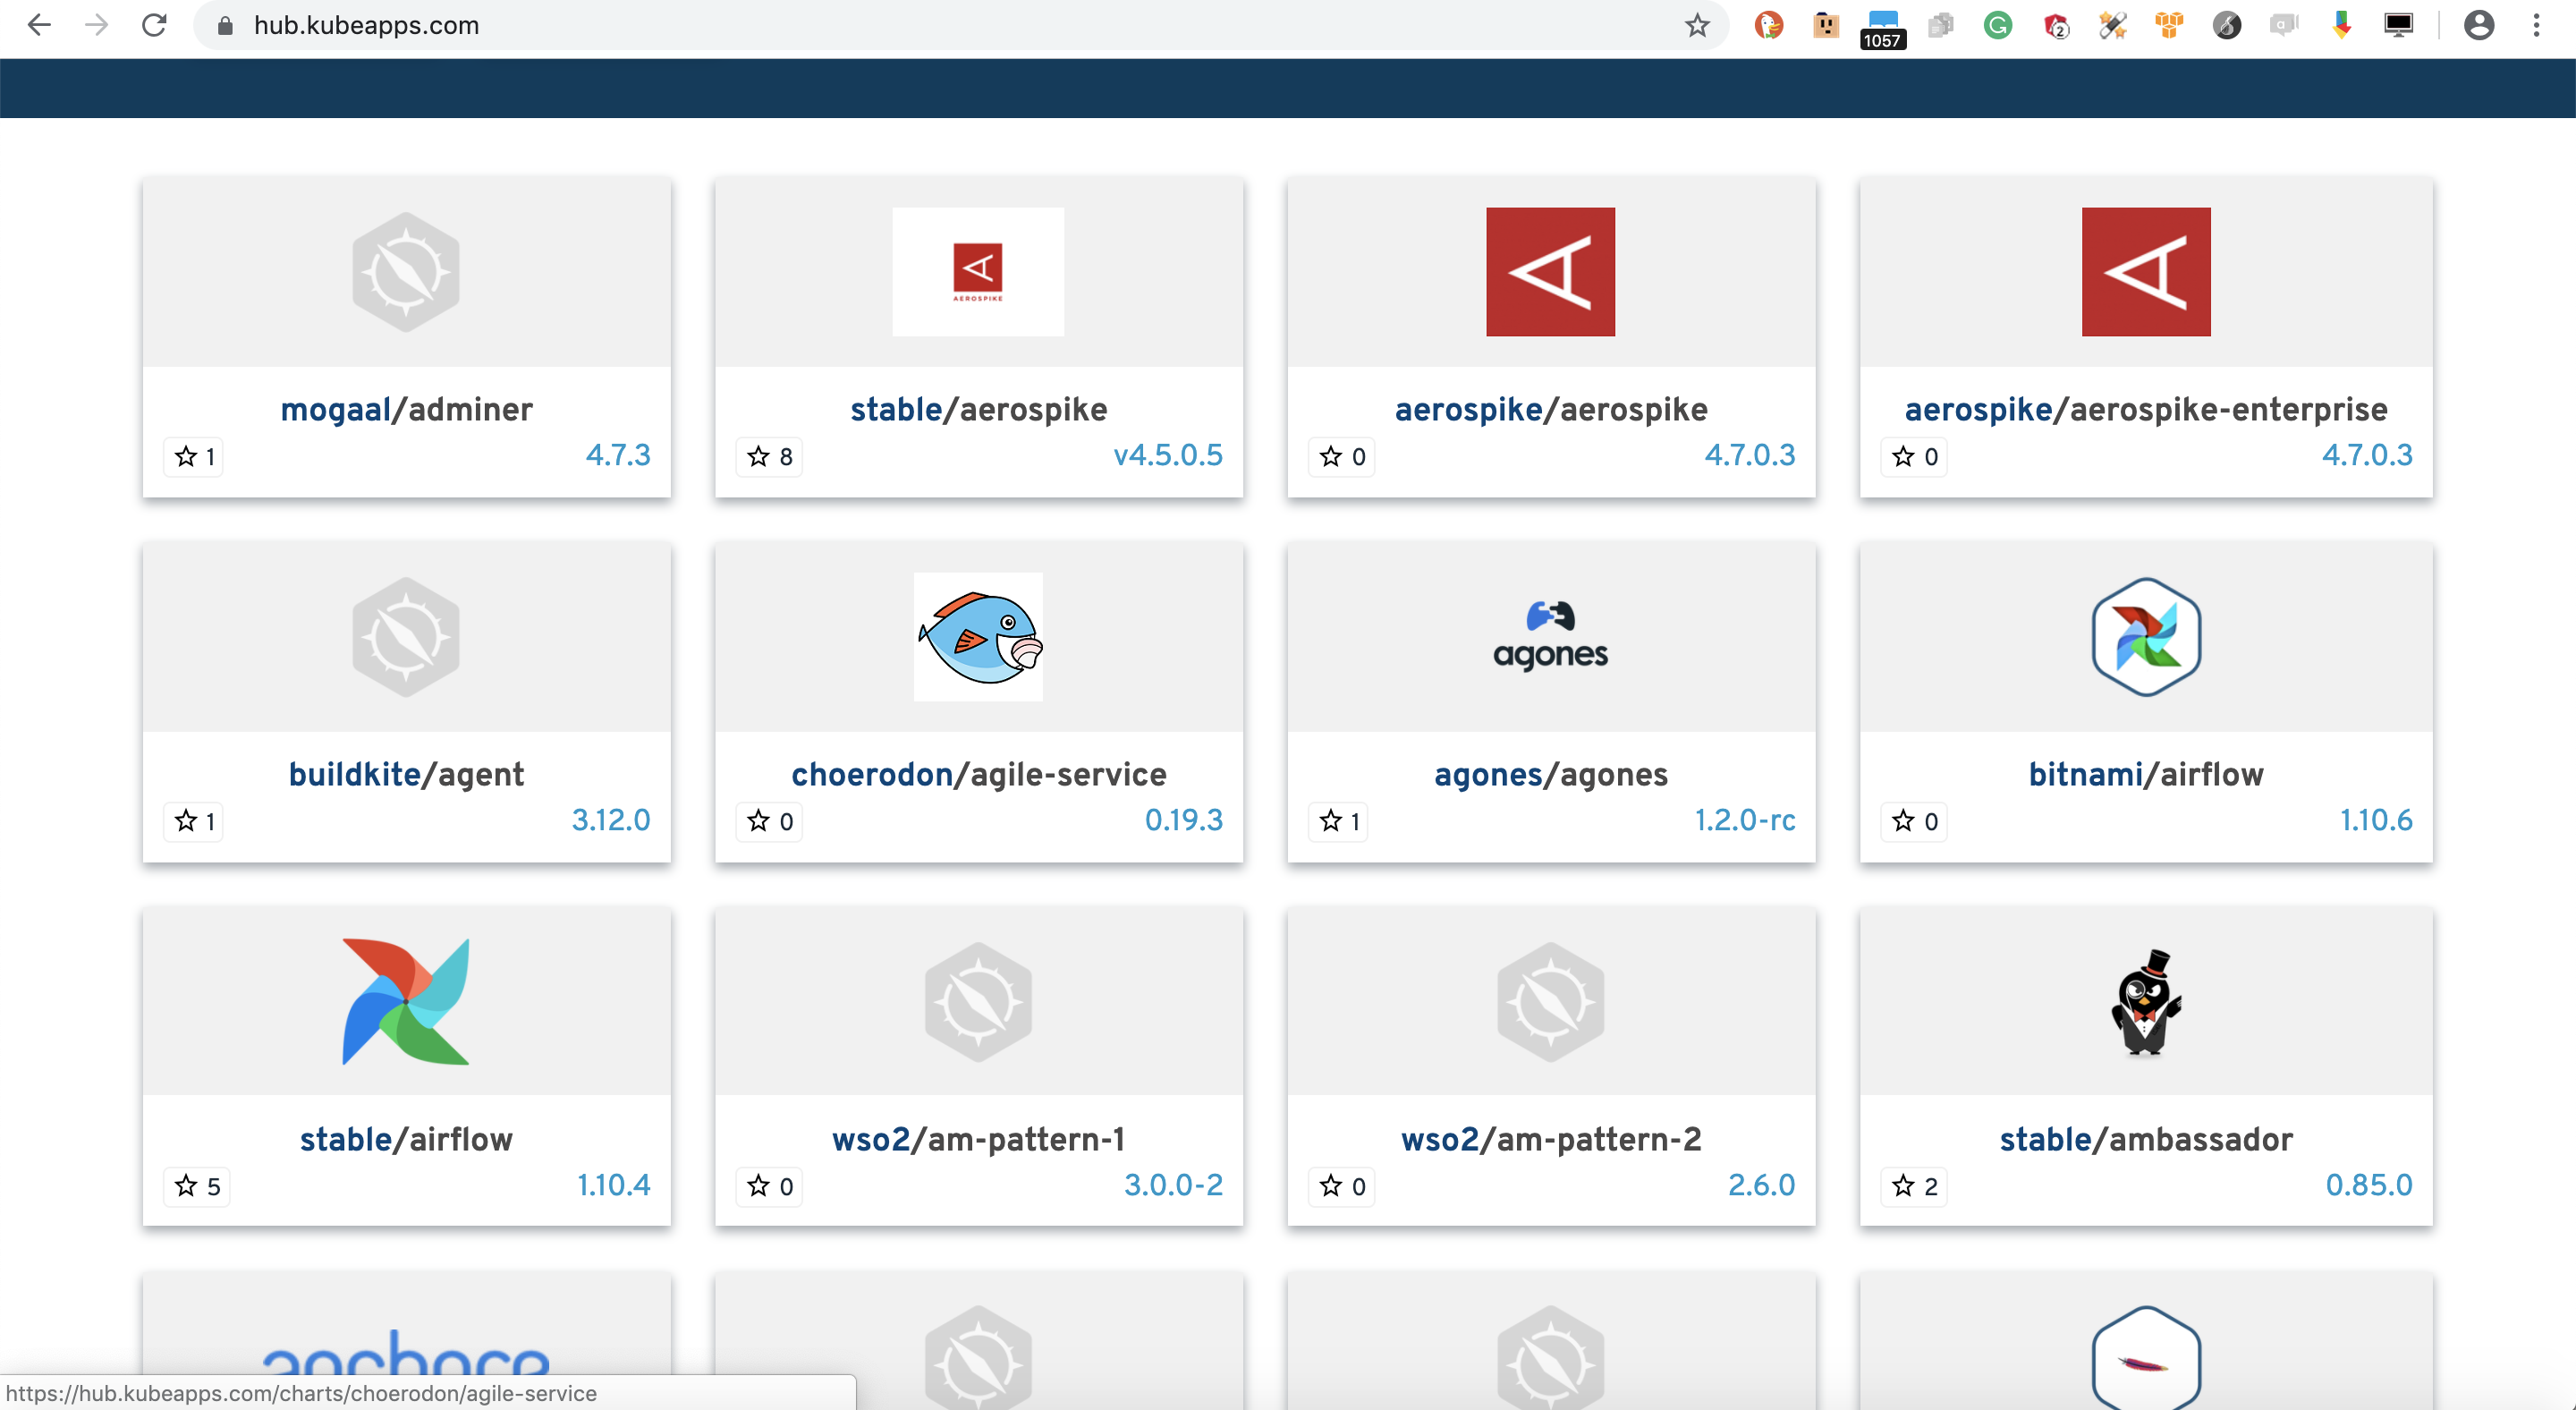 hub.kubeapps.com
1057
2
AEROSPIKE
mogaal/adminer
1
4.7.3
stable/aerospike
8
v4.5.0.5
aerospike/aerospike
0
4.7.0.3
aerospike/aerospike-enterprise
0
4.7.0.3
agones
buildkite/agent
1
3.12.0
choerodon/agile-service
0
0.19.3
agones/agones
1
1.2.0-rc
bitnami/airflow
0
1.10.6
stable/airflow
5
1.10.4
wso2/am-pattern-1
0
3.0.0-2
wso2/am-pattern-2
0
2.6.0
stable/ambassador
2
0.85.0
anchore
https://hub.kubeapps.com/charts/choerodon/agile-service